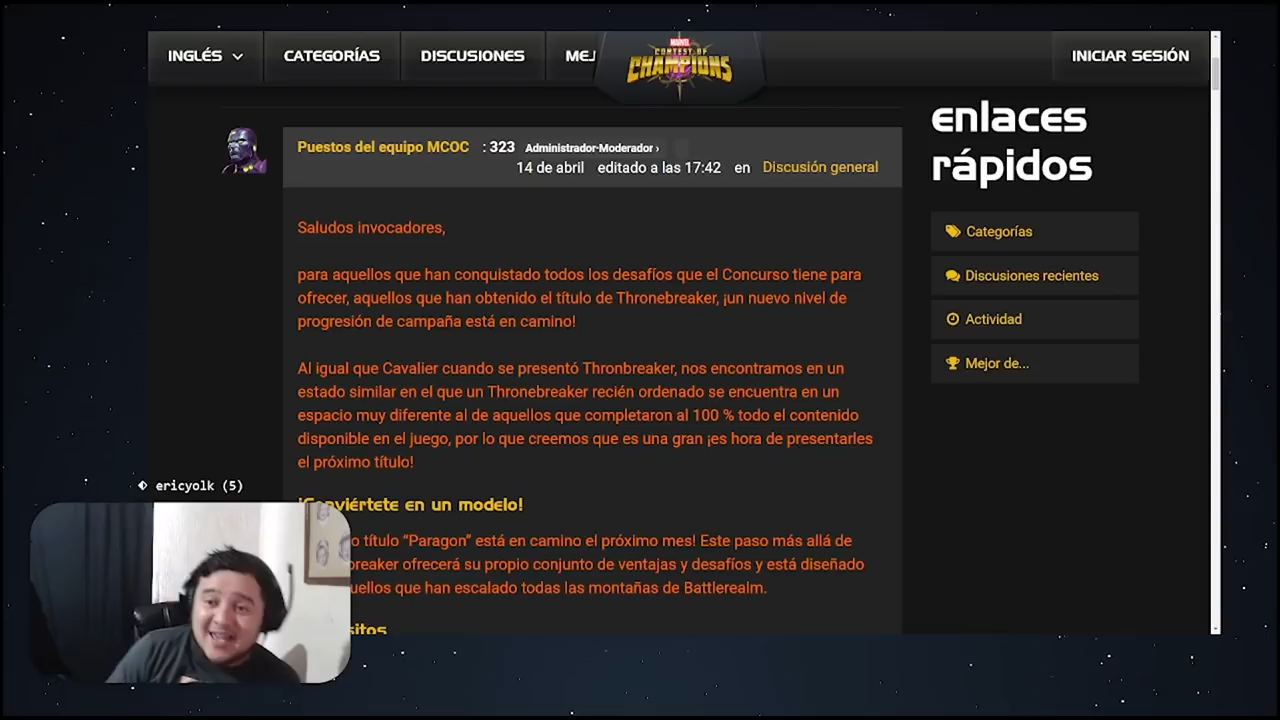 INGLÉS
CATEGORÍAS
DISCUSIONES
MEJ
MARVEL
CONTEST OF
CHAMPIONS
INICIAR SESIÓN
Puestos del equipo MCOC : 323 Administrador-Moderador ›
14 de abril editado a las 17:42 en Discusión general
Saludos invocadores,
para aquellos que han conquistado todos los desafíos que el Concurso tiene para
ofrecer, aquellos que han obtenido el título de Thronebreaker, ¡un nuevo nivel de
progresión de campaña está en camino!
Al igual que Cavalier cuando se presentó Thronbreaker, nos encontramos en un
estado similar en el que un Thronebreaker recién ordenado se encuentra en un
espacio muy diferente al de aquellos que completaron al 100 % todo el contenido
disponible en el juego, por lo que creemos que es una gran ¡es hora de presentarles
el próximo título!
¡Conviértete en un modelo!
o título “Paragon” está en camino el próximo mes! Este paso más allá de
breaker ofrecerá su propio conjunto de ventajas y desafíos y está diseñado
uellos que han escalado todas las montañas de Battlerealm.
sitos
enlaces
rápidos
Categorías
Discusiones recientes
Actividad
Mejor de...
ericyolk (5)